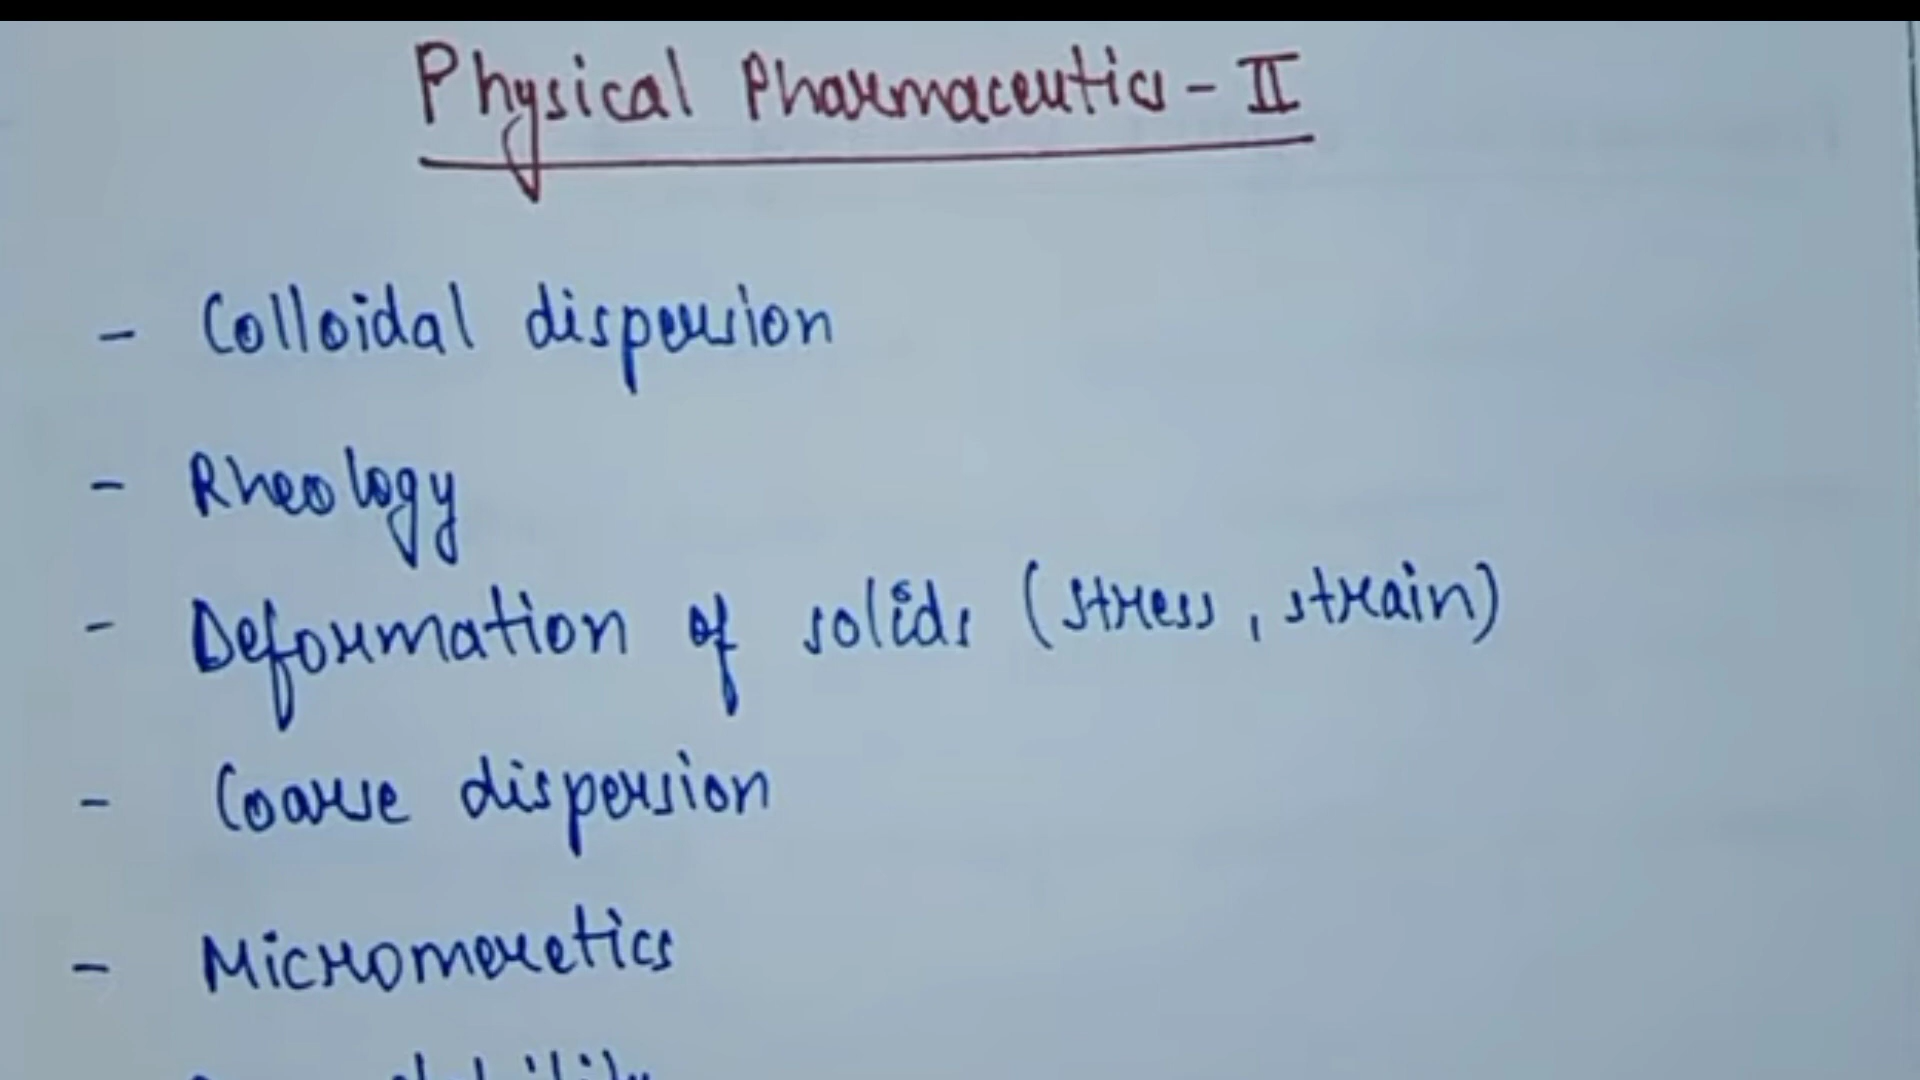 Physical Pharmaceutics - II
- Colloidal dispersion
- Rheology
- Deformation of solids (stress, strain)
- Coarse dispersion
- Micromeretics